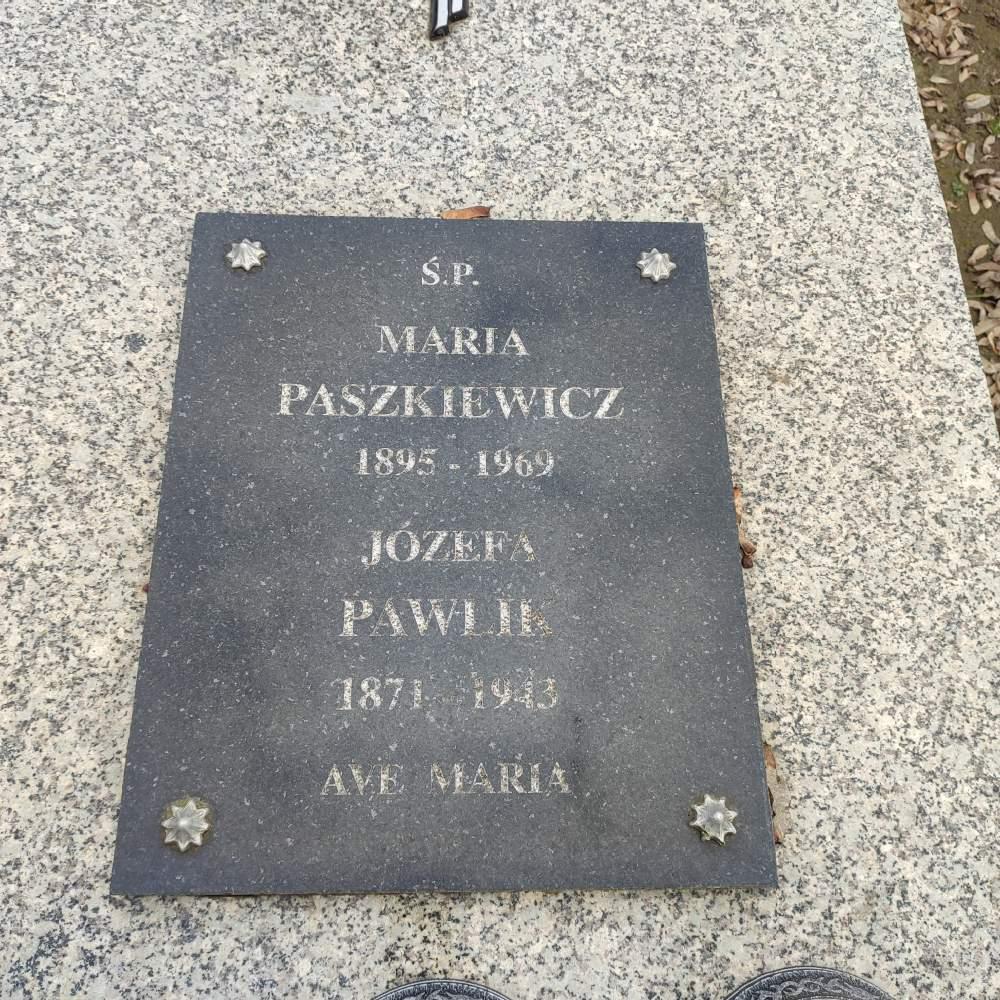 Ś.P.
MARIA
PASZKIEWICZ
1895 - 1969
JÓZEFA
PAWLIK
1871 - 1943
AVE MARIA